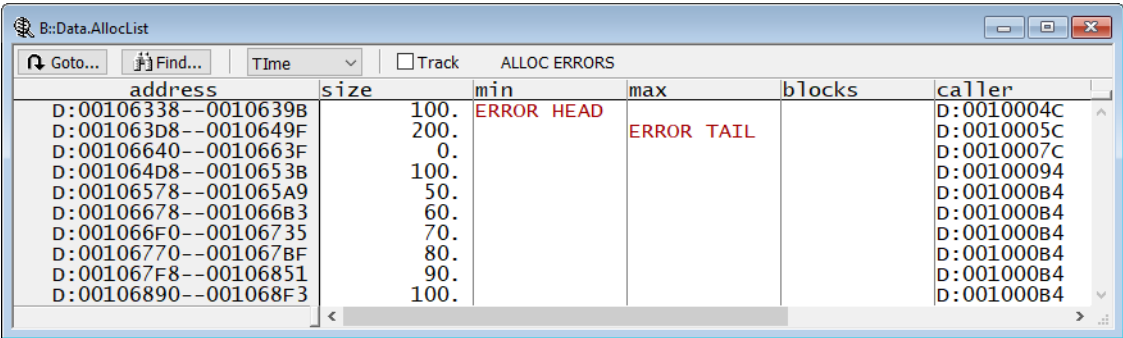 B::Data.AllocList
Goto... Find... TIme Track ALLOC ERRORS
address size min max blocks caller
D:00106338--0010639B 100. ERROR HEAD D:0010004C
D:001063D8--0010649F 200. ERROR TAIL D:0010005C
D:00106640--0010663F 0. D:0010007C
D:001064D8--0010653B 100. D:00100094
D:00106578--001065A9 50. D:001000B4
D:00106678--001066B3 60. D:001000B4
D:001066F0--00106735 70. D:001000B4
D:00106770--001067BF 80. D:001000B4
D:001067F8--00106851 90. D:001000B4
D:00106890--001068F3 100. D:001000B4